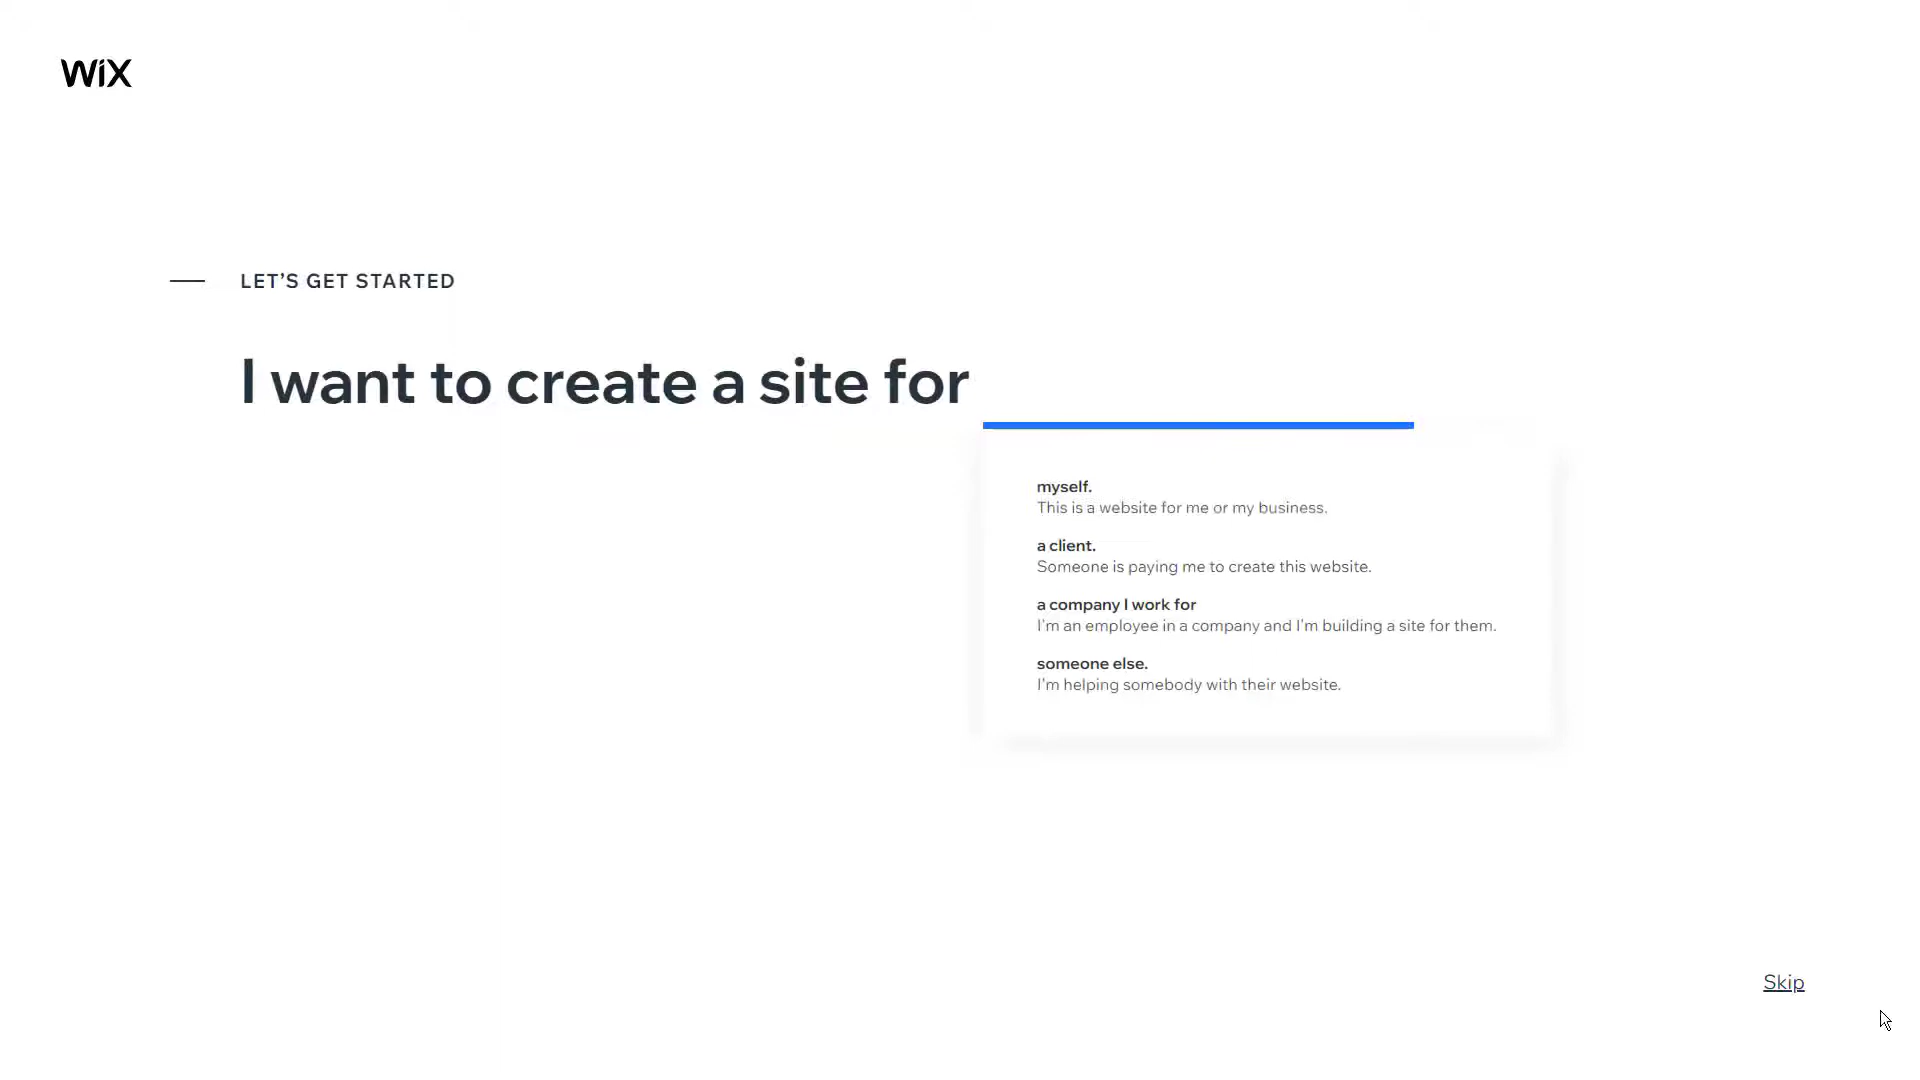 WiX
LET’S GET STARTED
I want to create a site for
myself.
This is a website for me or my business.
a client.
Someone is paying me to create this website.
a company I work for
I'm an employee in a company and I'm building a site for them.
someone else.
I'm helping somebody with their website.
Skip